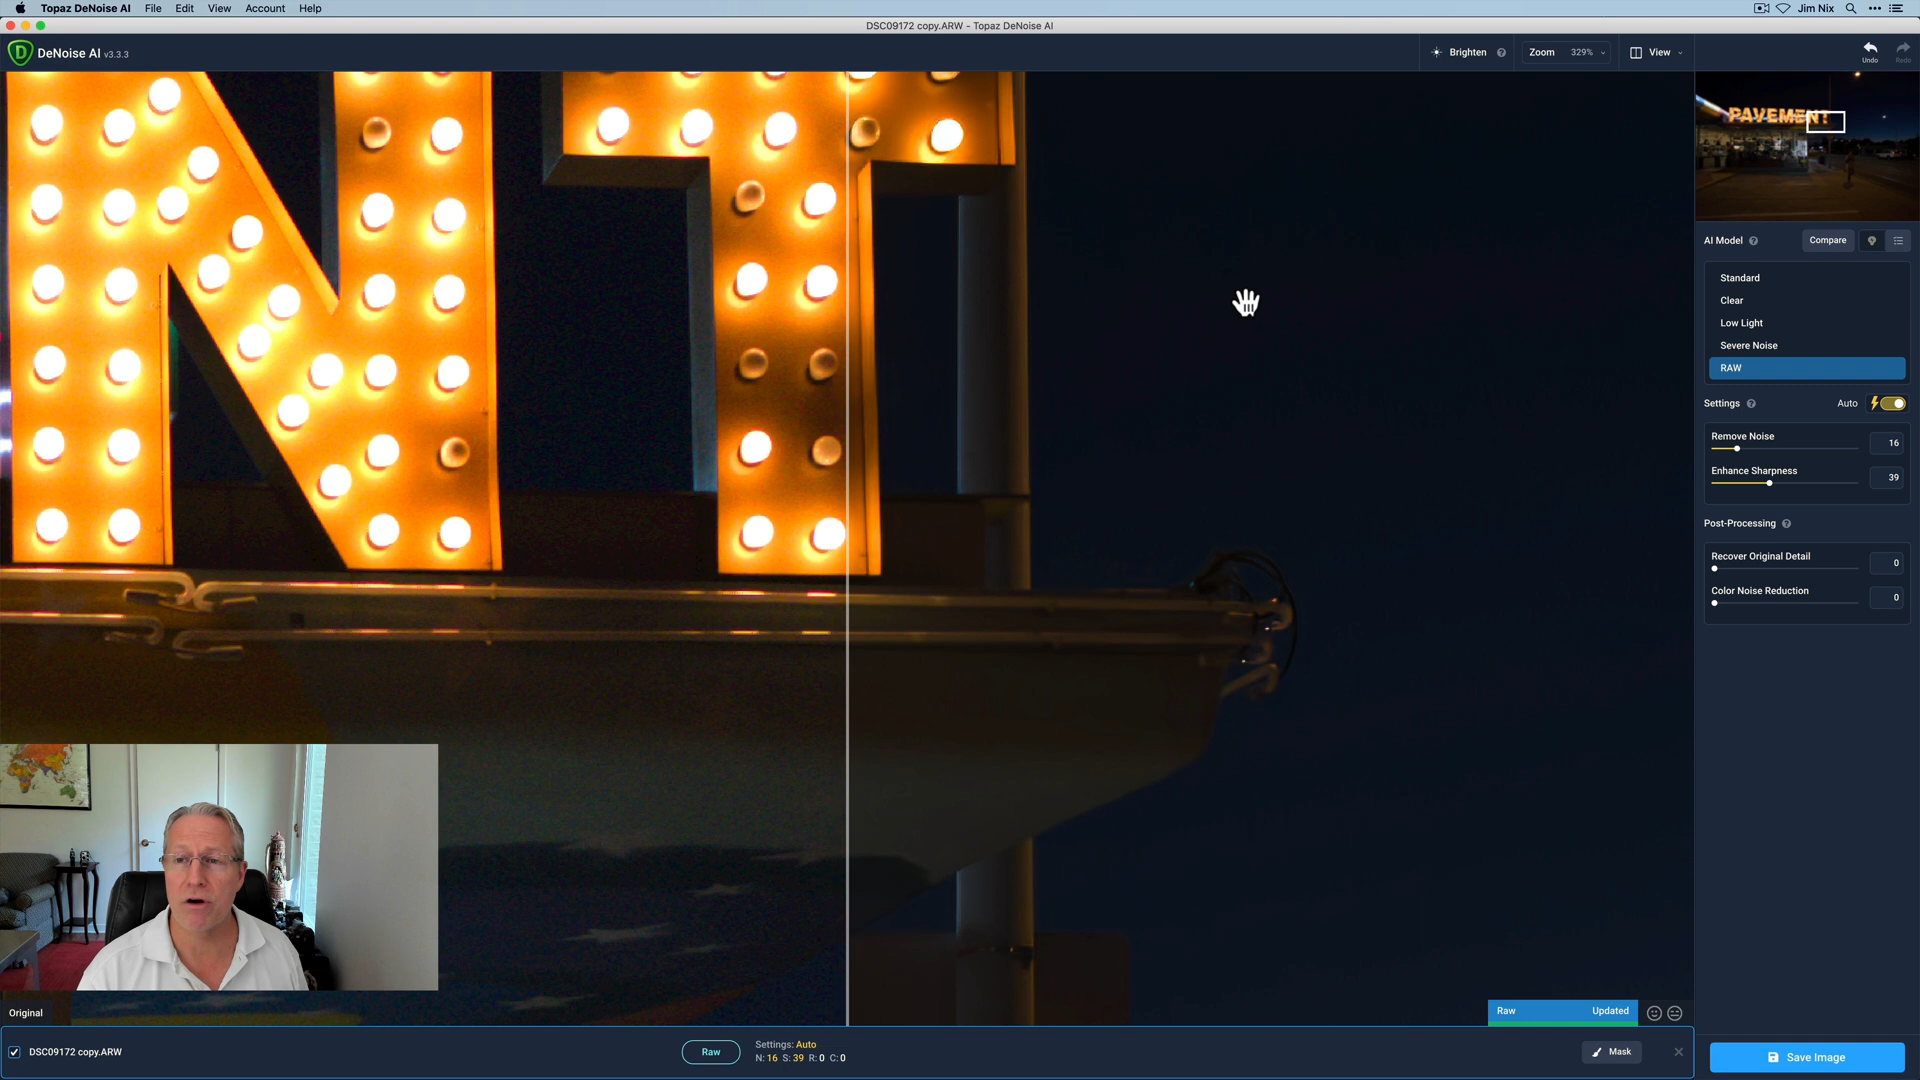 Topaz DeNoise AI File Edit View Account Help Jim Nix
DSC09172 copy.ARW - Topaz DeNoise AI
DeNoise AI v3.3.3 Brighten Zoom 329% View Undo Redo
NT
PAVEMENT
AI Model Compare
Standard
Clear
Low Light
Severe Noise
RAW
Settings Auto
Remove Noise 16
Enhance Sharpness 39
Post-Processing
Recover Original Detail 0
Color Noise Reduction 0
Original Raw Updated
DSC09172 copy.ARW Raw Settings: Auto
N: 16 S: 39 R: 0 C: 0
Mask
Save Image